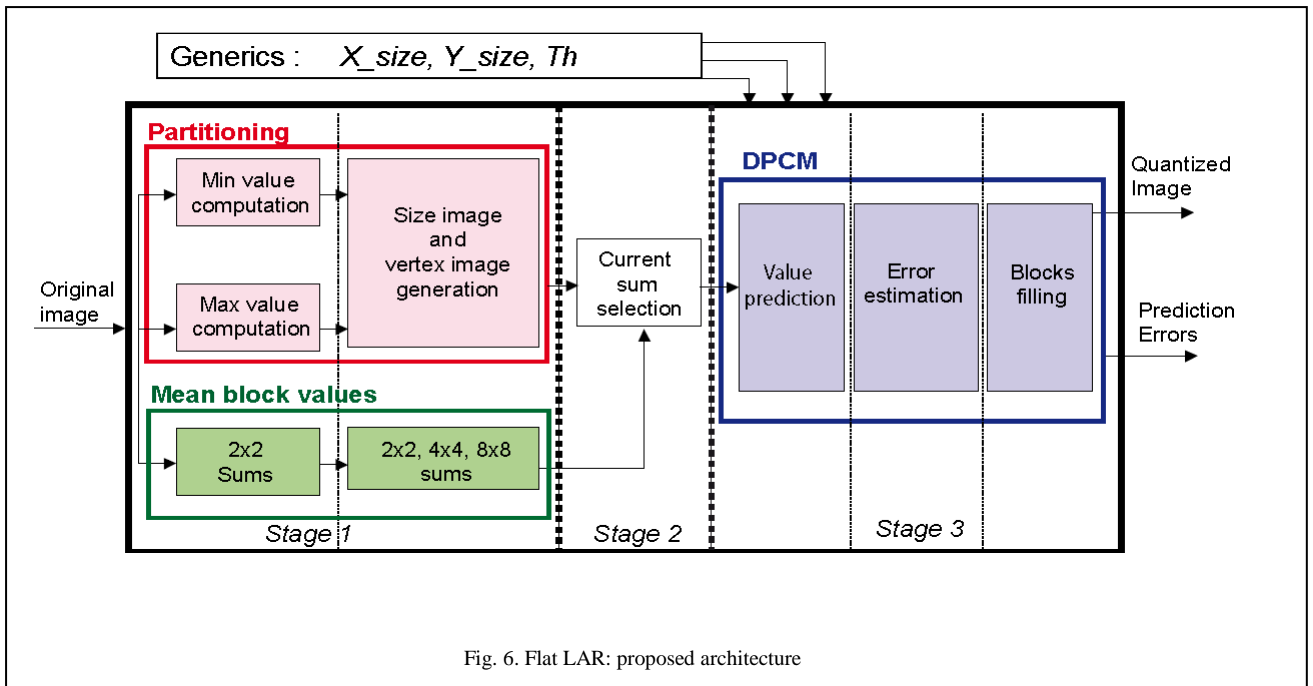 Generics : X_size, Y_size, Th
Partitioning
Min value
computation
Max value
computation
Size image
and
vertex image
generation
Original
image
Mean block values
2x2
Sums
2x2, 4x4, 8x8
sums
Stage 1
Current
sum
selection
Stage 2
DPCM
Value
prediction
Error
estimation
Blocks
filling
Stage 3
Quantized
Image
Prediction
Errors
Fig. 6. Flat LAR: proposed architecture